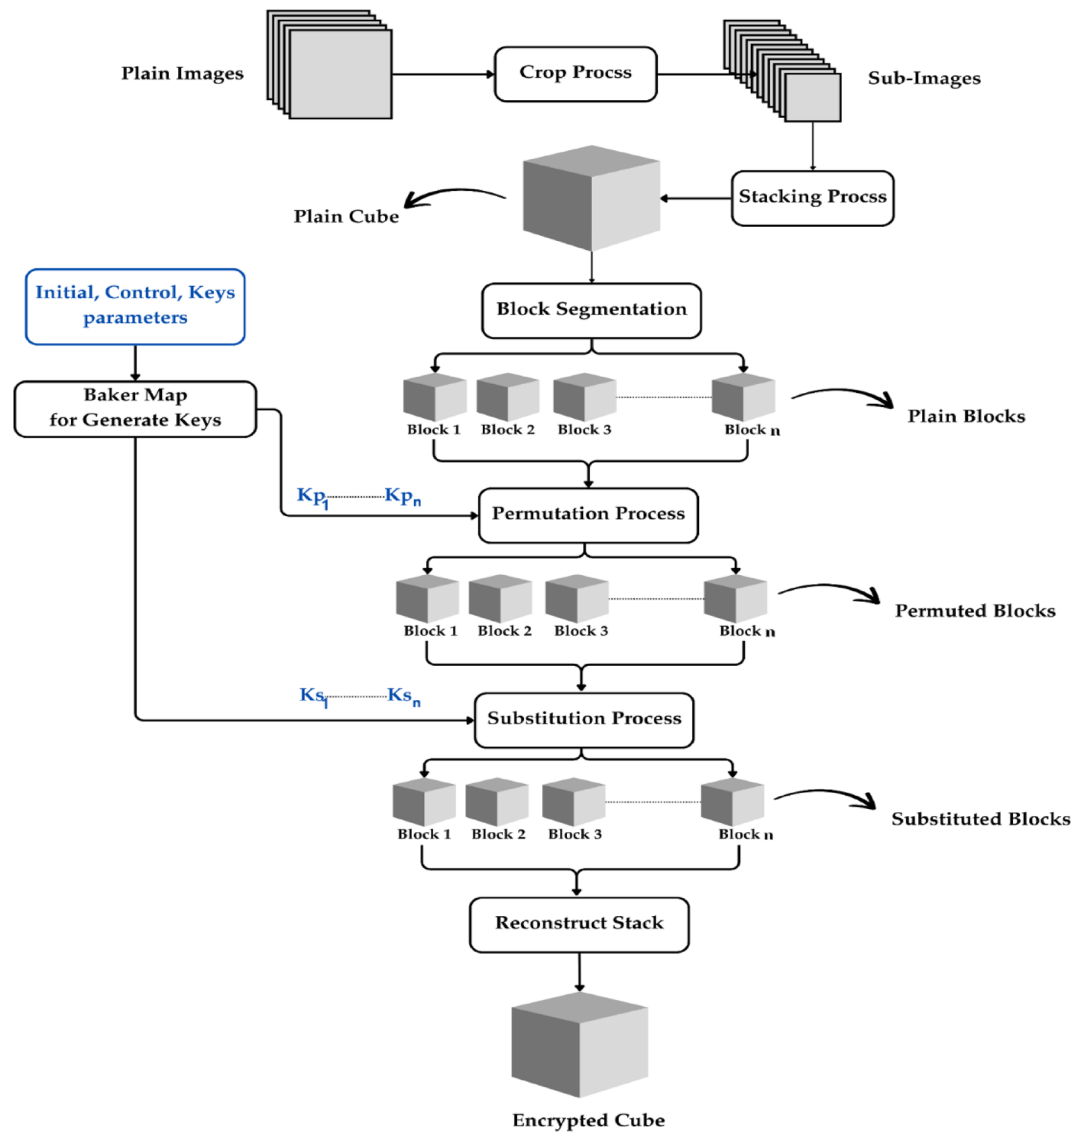 Plain Images
Crop Procss
Sub-Images
Stacking Procss
Plain Cube
Initial, Control, Keys
parameters
Block Segmentation
Baker Map
for Generate Keys
Block 1
Block 2
Block 3
Block n
Plain Blocks
Kp1
Kpn
Permutation Process
Block 1
Block 2
Block 3
Block n
Permuted Blocks
Ks1
Ksn
Substitution Process
Block 1
Block 2
Block 3
Block n
Substituted Blocks
Reconstruct Stack
Encrypted Cube